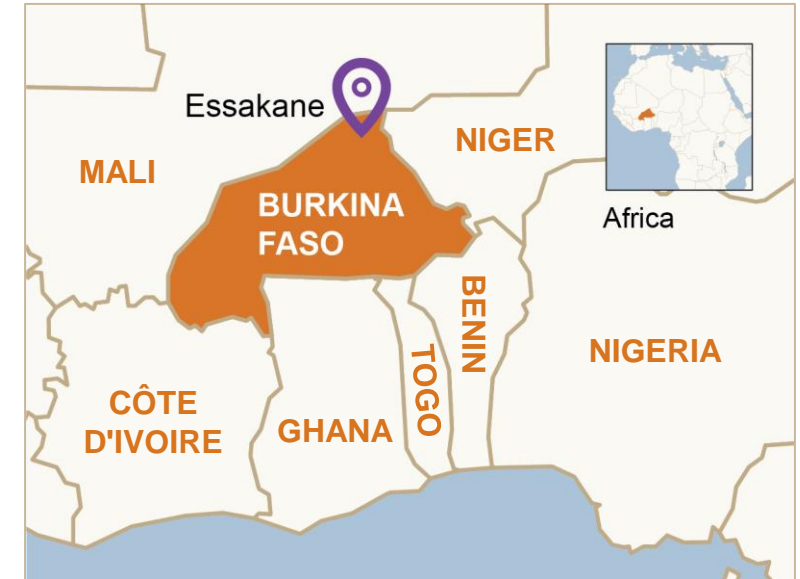 Essakane
MALI
NIGER
BURKINA
FASO
Africa
BENIN
TOGO
NIGERIA
CÔTE
D'IVOIRE
GHANA